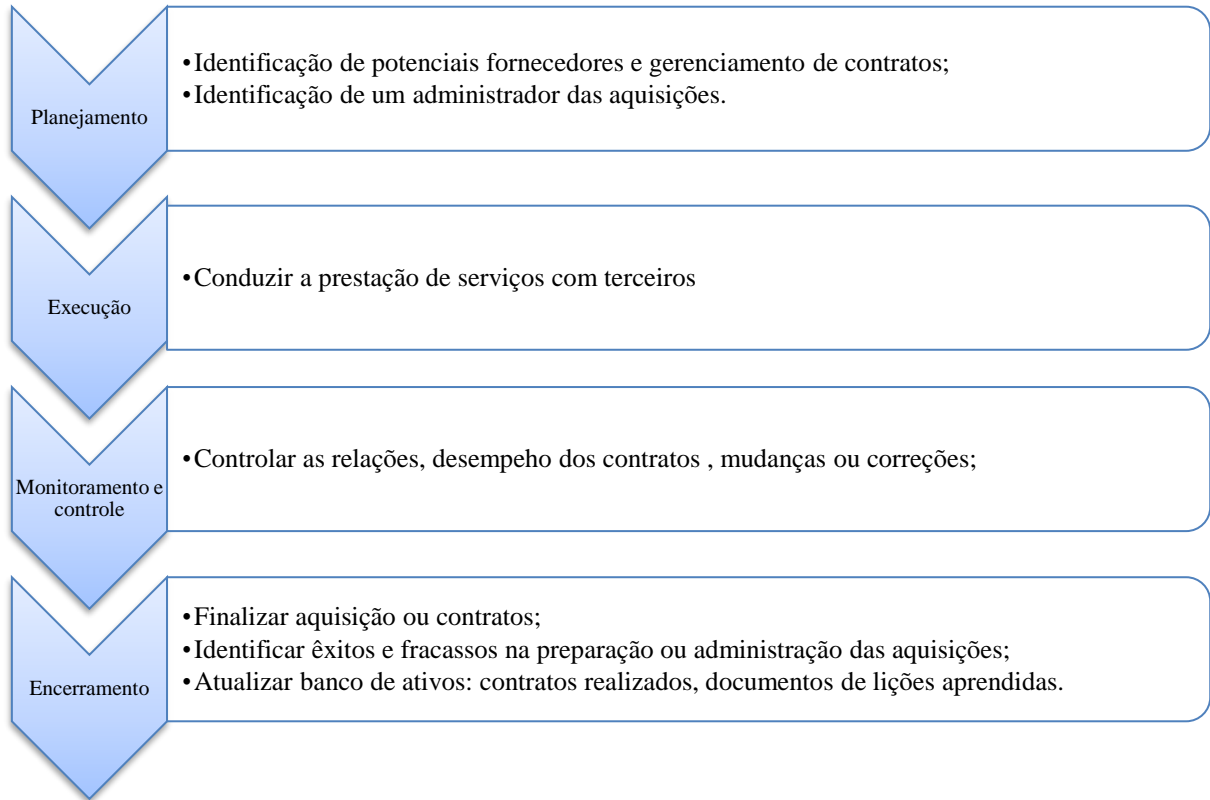 Planejamento
•Identificação de potenciais fornecedores e gerenciamento de contratos;
•Identificação de um administrador das aquisições.
Execução
•Conduzir a prestação de serviços com terceiros
Monitoramento e
controle
•Controlar as relações, desempeho dos contratos , mudanças ou correções;
Encerramento
•Finalizar aquisição ou contratos;
•Identificar êxitos e fracassos na preparação ou administração das aquisições;
•Atualizar banco de ativos: contratos realizados, documentos de lições aprendidas.